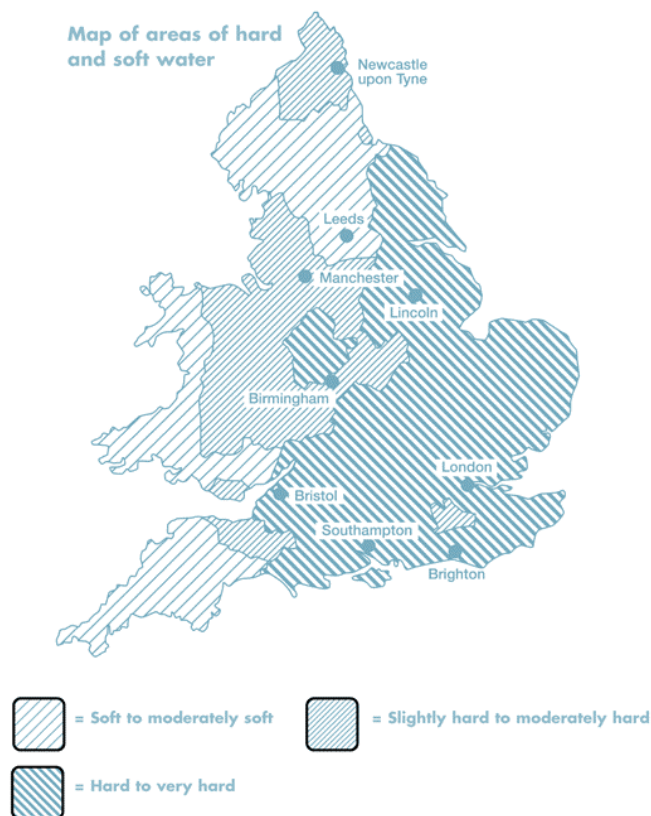 Map of areas of hard
and soft water
Newcastle
upon Tyne
Leeds
Manchester
Lincoln
Birmingham
London
Bristol
Southampton
Brighton
= Soft to moderately soft
= Slightly hard to moderately hard
= Hard to very hard